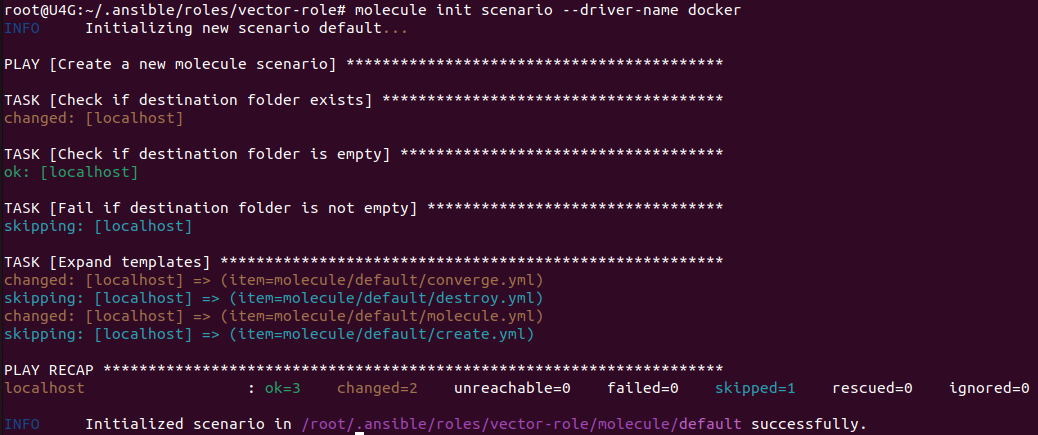 root@U4G:~/.ansible/roles/vector-role# molecule init scenario --driver-name docker
INFO     Initializing new scenario default...
PLAY [Create a new molecule scenario] ******************************************
TASK [Check if destination folder exists] **************************************
changed: [localhost]
TASK [Check if destination folder is empty] ************************************
ok: [localhost]
TASK [Fail if destination folder is not empty] *********************************
skipping: [localhost]
TASK [Expand templates] ********************************************************
changed: [localhost] => (item=molecule/default/converge.yml)
skipping: [localhost] => (item=molecule/default/destroy.yml)
changed: [localhost] => (item=molecule/default/molecule.yml)
skipping: [localhost] => (item=molecule/default/create.yml)
PLAY RECAP *********************************************************************
localhost                  : ok=3    changed=2    unreachable=0    failed=0    skipped=1    rescued=0    ignored=0
INFO     Initialized scenario in /root/.ansible/roles/vector-role/molecule/default successfully.